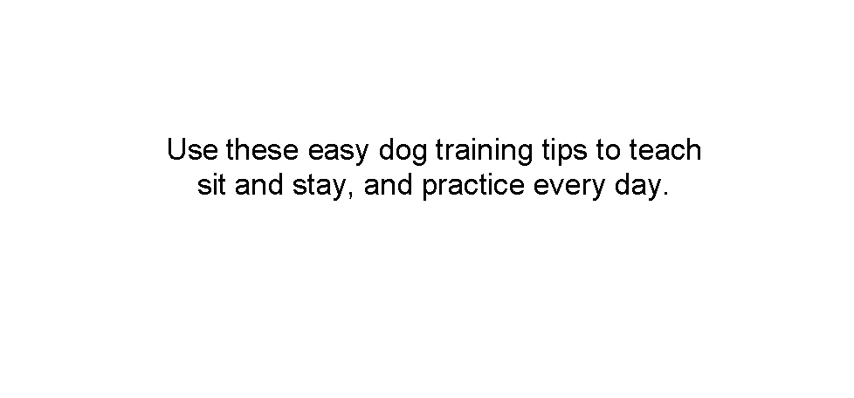 Use these easy dog training tips to teach
sit and stay, and practice every day.